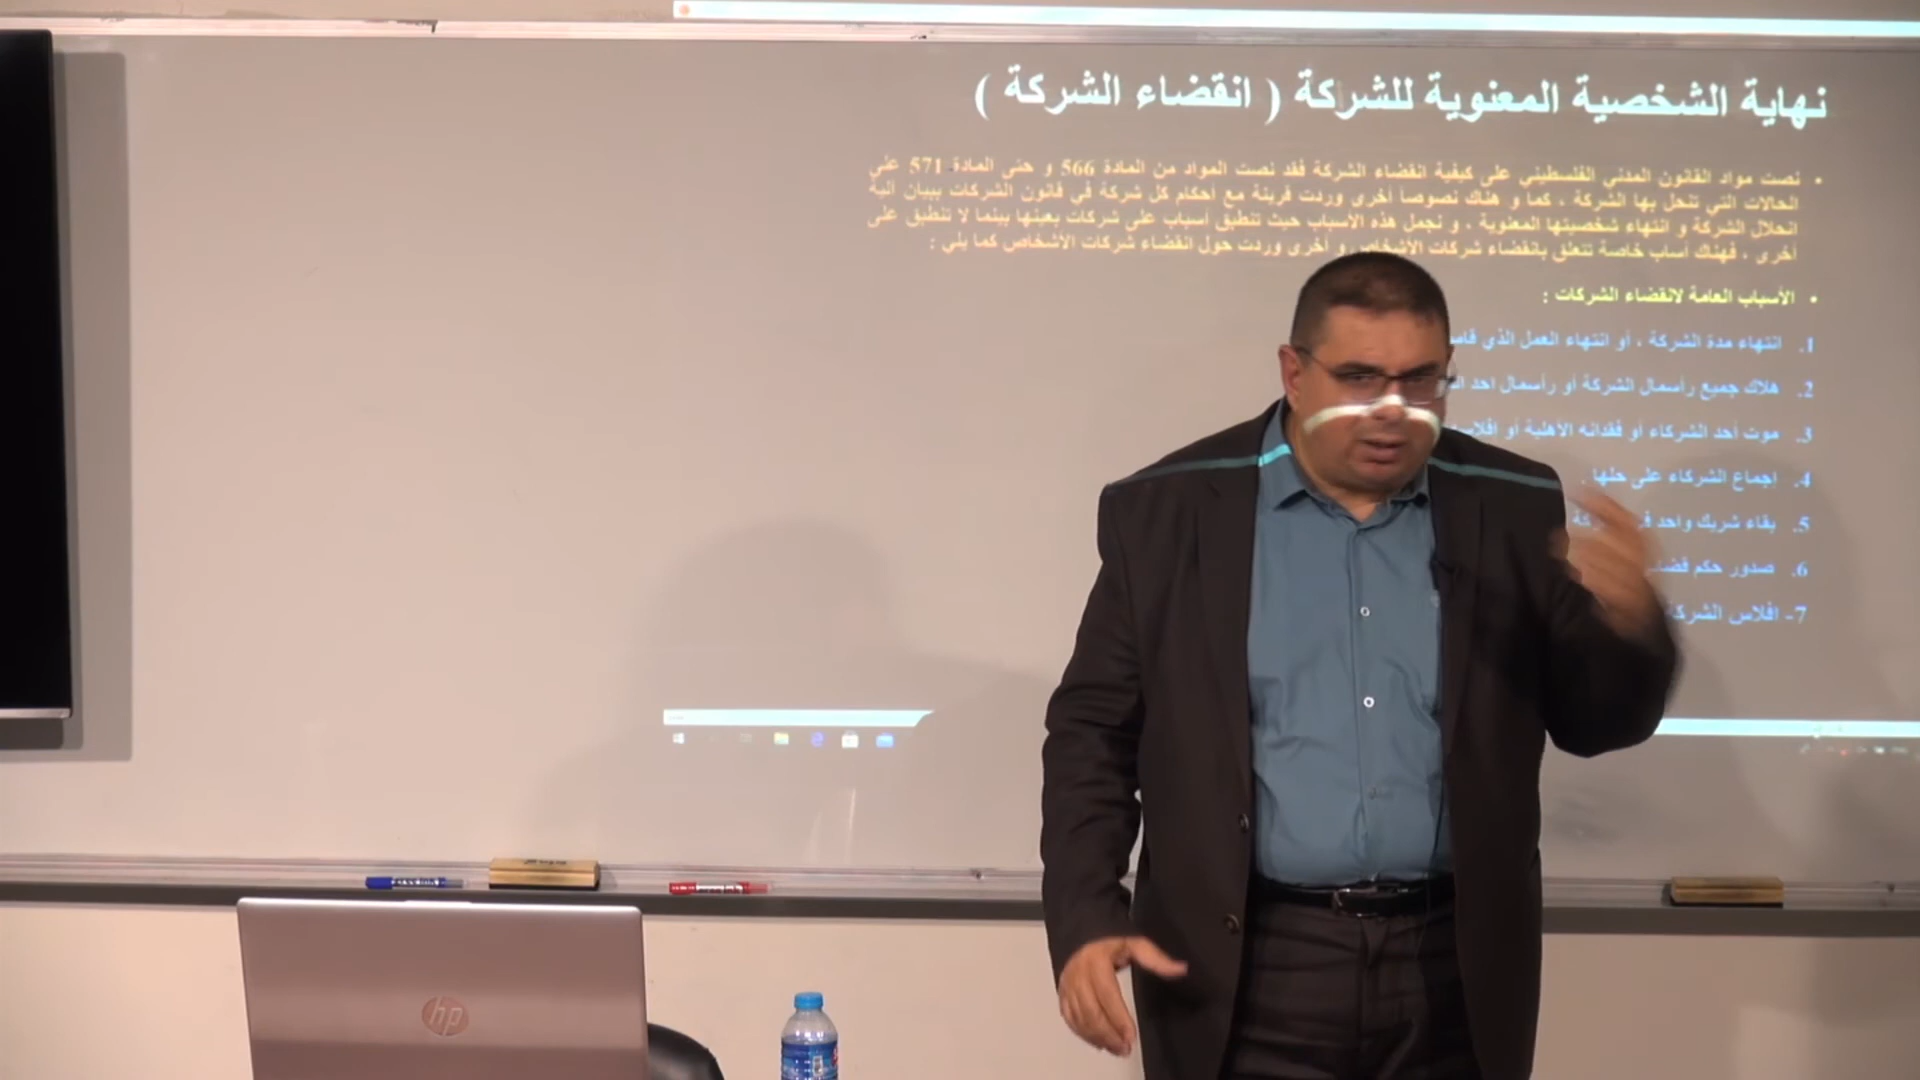 نهاية الشخصية المعنوية للشركة ( انقضاء الشركة )
• نصت مواد القانون المدني الفلسطيني على كيفية انقضاء الشركة فقد نصت المواد من المادة 566 و حتى المادة 571 على
الحالات التي تنحل بها الشركة ، كما و هناك نصوصاً أخرى وردت قرينة مع أحكام كل شركة في قانون الشركات ببيان آلية
انحلال الشركة و انتهاء شخصيتها المعنوية ، و نجمل هذه الأسباب حيث تنطبق أسباب على شركات بعينها بينما لا تنطبق على
أخرى ، فهناك أساب خاصة تتعلق بانقضاء شركات الأشخاص و أخرى وردت حول انقضاء شركات الأشخاص كما يلي :
• الأسباب العامة لانقضاء الشركات :
1. انتهاء مدة الشركة ، أو انتهاء العمل الذي
2. هلاك جميع رأسمال الشركة أو رأسمال احد
3. موت أحد الشركاء أو فقدانه الأهلية أو
4. إجماع الشركاء على حلها .
5. بقاء شريك واحد
6. صدور حكم
7- افلاس الشركة
hp